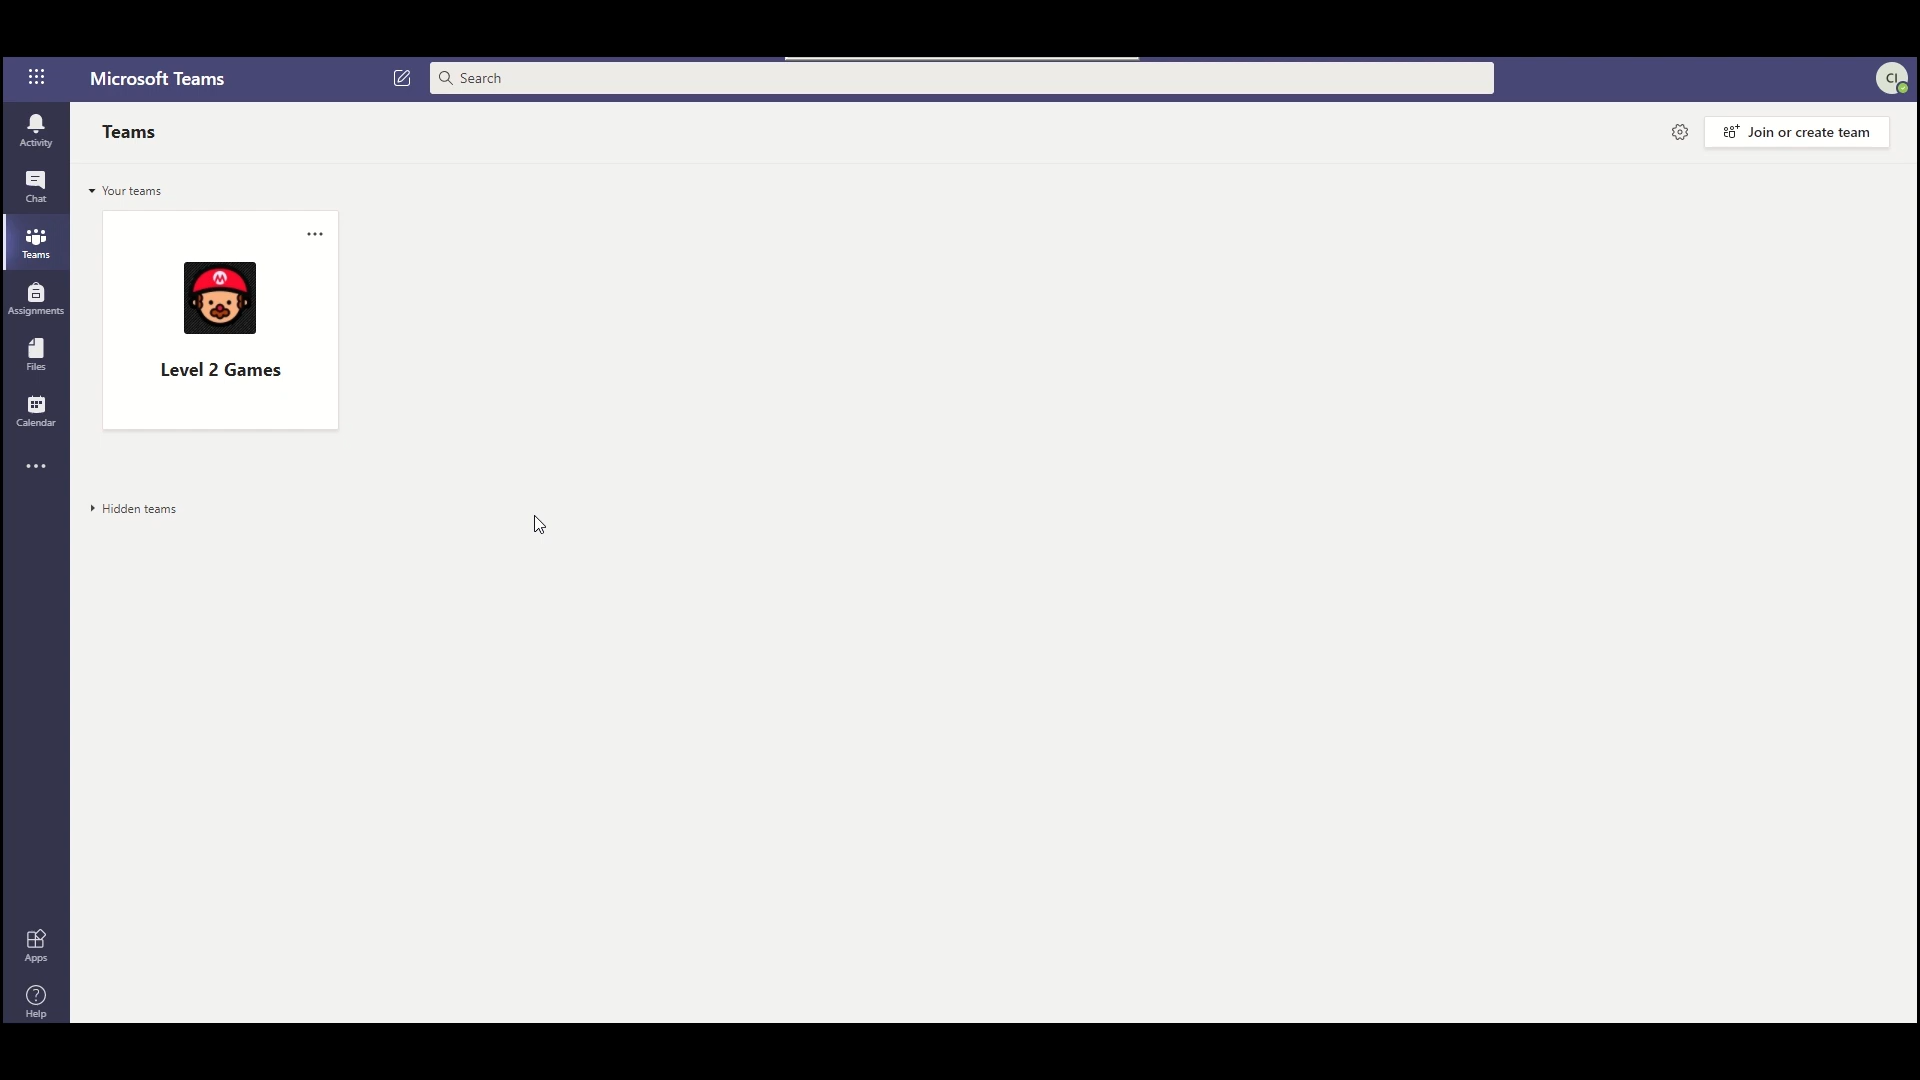 Microsoft Teams
Search
CI
Activity
Chat
Teams
Assignments
Files
Calendar
Apps
Help
Teams
Join or create team
Your teams
M
Level 2 Games
Hidden teams